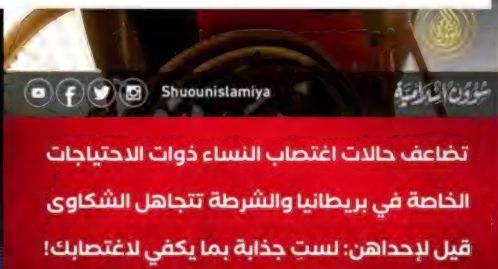 Shuounislamiya
شؤون إسلامية
تضاعف حالات اغتصاب النساء ذوات الاحتياجات
الخاصة في بريطانيا والشرطة تتجاهل الشكاوى
قيل لإحداهن: لستِ جذابة بما يكفي لاغتصابك!